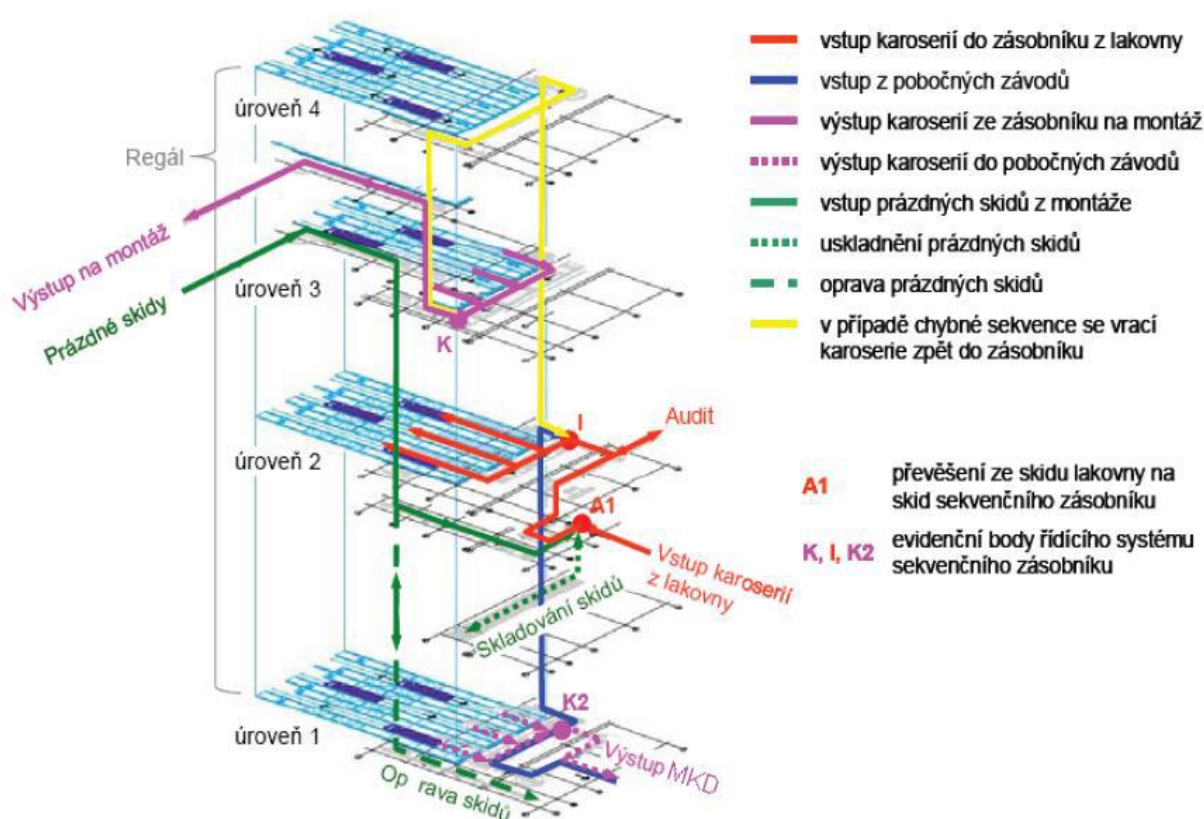 úroveň 4
Regál
Výstup na montáž
úroveň 3
Prázdné skidy
K
I
Audit
úroveň 2
A1
Vstup karoserií
z lakovny
Skladování skidů
K2
úroveň 1
Výstup MKD
Op rava skidů
vstup karoserií do zásobníku z lakovny
vstup z pobočných závodů
výstup karoserií ze zásobníku na montáž
výstup karoserií do pobočných závodů
vstup prázdných skidů z montáže
uskladnění prázdných skidů
oprava prázdných skidů
v případě chybné sekvence se vrací
karoserie zpět do zásobníku
A1 převěšení ze skidu lakovny na
skid sekvenčního zásobníku
K, I, K2 evidenční body řídícího systému
sekvenčního zásobníku